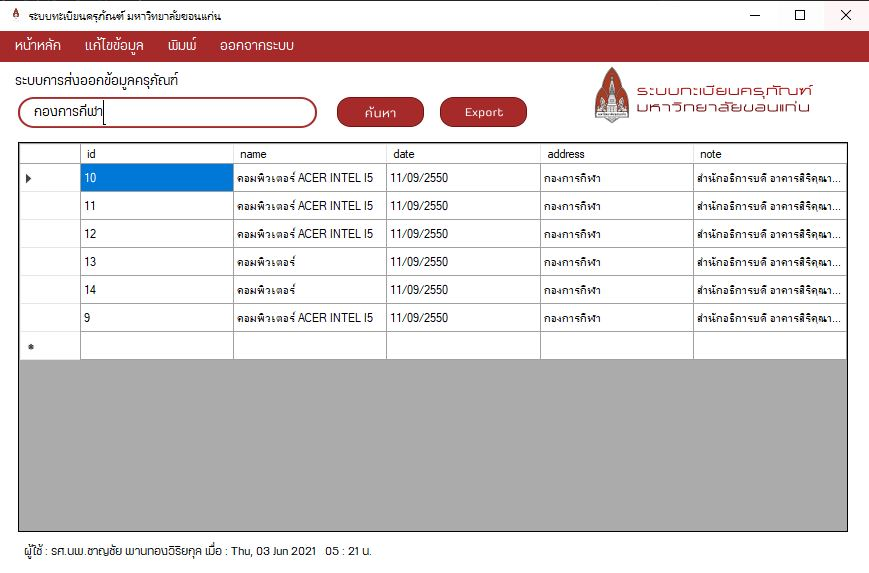 ระบบทะเบียนครุภัณฑ์ มหาวิทยาลัยขอนแก่น
หน้าหลัก แก้ไขข้อมูล พิมพ์ ออกจากระบบ
ระบบการส่งออกข้อมูลครุภัณฑ์
กองการกีฬา ค้นหา Export
ระบบทะเบียนครุภัณฑ์
มหาวิทยาลัยขอนแก่น
id name date address note
10 คอมพิวเตอร์ ACER INTEL I5 11/09/2550 กองการกีฬา สำนักอธิการบดี อาคารสิริคุณา...
11 คอมพิวเตอร์ ACER INTEL I5 11/09/2550 กองการกีฬา สำนักอธิการบดี อาคารสิริคุณา...
12 คอมพิวเตอร์ ACER INTEL I5 11/09/2550 กองการกีฬา สำนักอธิการบดี อาคารสิริคุณา...
13 คอมพิวเตอร์ 11/09/2550 กองการกีฬา สำนักอธิการบดี อาคารสิริคุณา...
14 คอมพิวเตอร์ 11/09/2550 กองการกีฬา สำนักอธิการบดี อาคารสิริคุณา...
9 คอมพิวเตอร์ ACER INTEL I5 11/09/2550 กองการกีฬา สำนักอธิการบดี อาคารสิริคุณา...
ผู้ใช้ : รศ.นพ.ชาญชัย พานทองวิริยกุล เมื่อ : Thu, 03 Jun 2021 05 : 21 น.